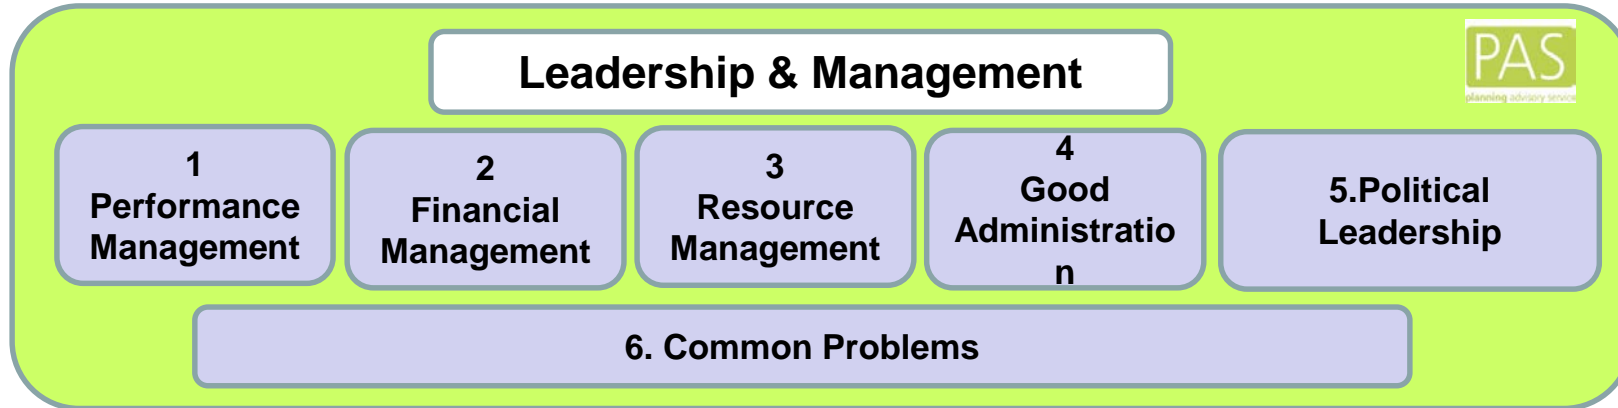 Leadership & Management
PAS
planning advisory service
1
Performance
Management
2
Financial
Management
3
Resource
Management
4
Good
Administratio
n
5.Political
Leadership
6. Common Problems